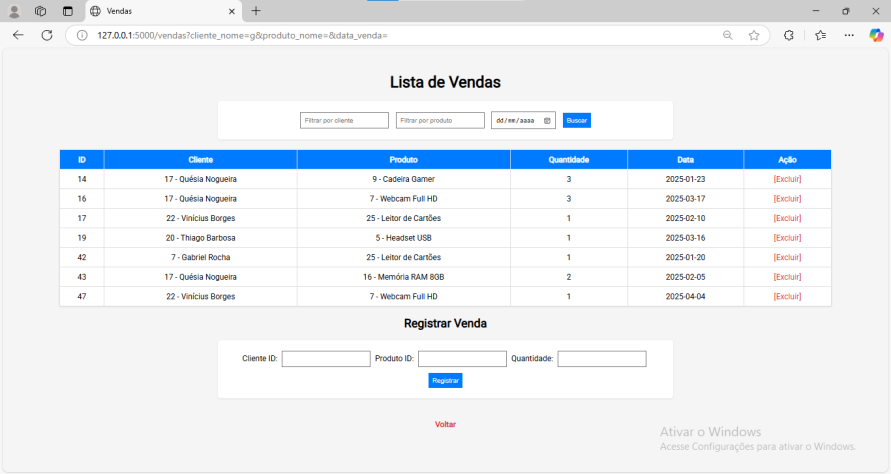 Vendas
127.0.0.1:5000/vendas?cliente_nome=g&produto_nome=&data_venda=
Lista de Vendas
Filtrar por cliente Filtrar por produto dd/mm/aaaa Buscar
ID Cliente Produto Quantidade Data Ação
14 17 - Quésia Nogueira 9 - Cadeira Gamer 3 2025-01-23 [Excluir]
16 17 - Quésia Nogueira 7 - Webcam Full HD 3 2025-03-17 [Excluir]
17 22 - Vinícius Borges 25 - Leitor de Cartões 1 2025-02-10 [Excluir]
19 20 - Thiago Barbosa 5 - Headset USB 1 2025-03-16 [Excluir]
42 7 - Gabriel Rocha 25 - Leitor de Cartões 1 2025-01-20 [Excluir]
43 17 - Quésia Nogueira 16 - Memória RAM 8GB 2 2025-02-05 [Excluir]
47 22 - Vinícius Borges 7 - Webcam Full HD 1 2025-04-04 [Excluir]
Registrar Venda
Cliente ID: Produto ID: Quantidade:
Registrar
Voltar
Ativar o Windows
Acesse Configurações para ativar o Windows.